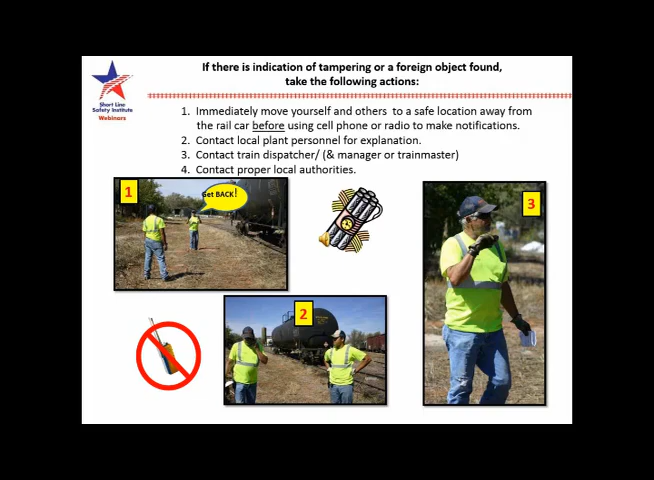 If there is indication of tampering or a foreign object found,
take the following actions:
Short Line
Safety Institute
Webinars
1. Immediately move yourself and others to a safe location away from
the rail car before using cell phone or radio to make notifications.
2. Contact local plant personnel for explanation.
3. Contact train dispatcher/ (& manager or trainmaster)
4. Contact proper local authorities.
1
Get BACK!
3
2